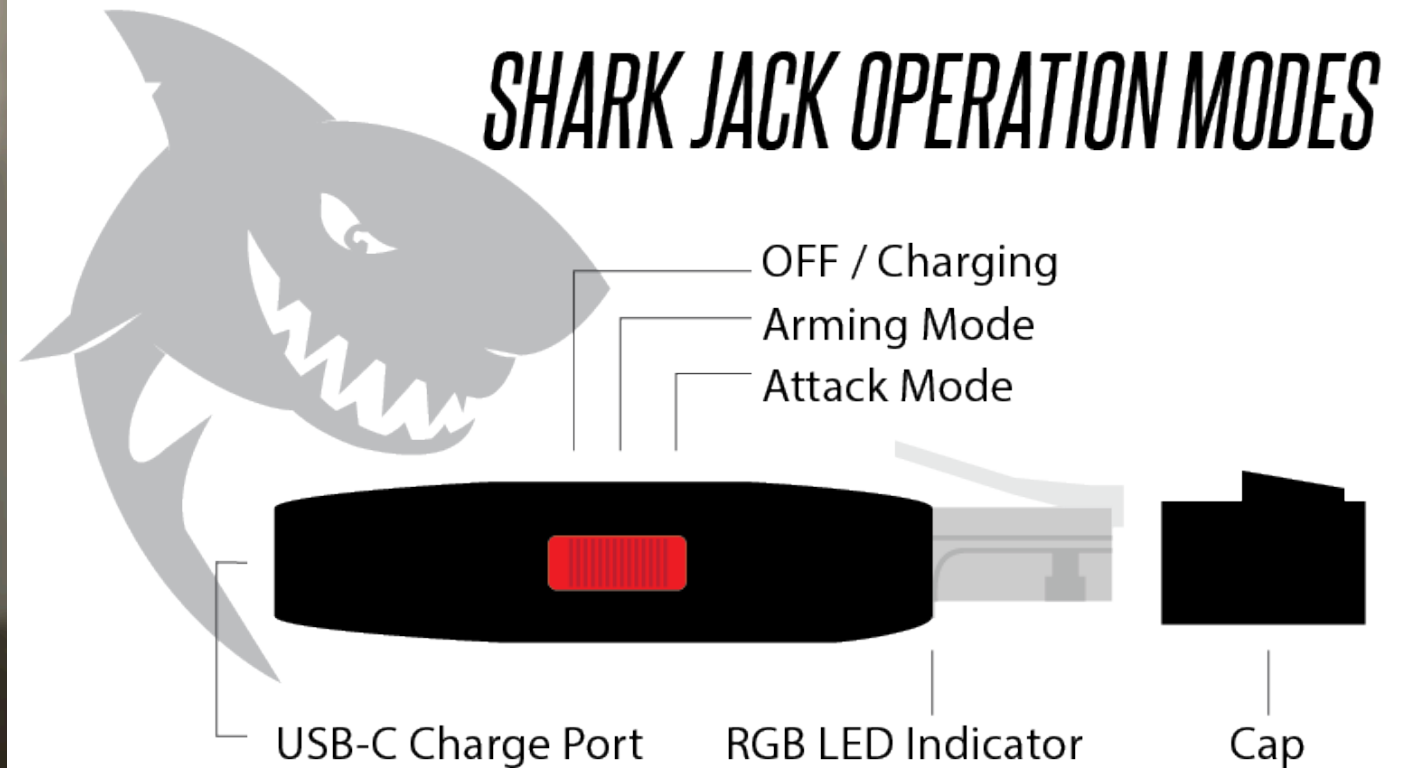 SHARK JACK OPERATION MODES
OFF / Charging
Arming Mode
Attack Mode
USB-C Charge Port
RGB LED Indicator
Cap